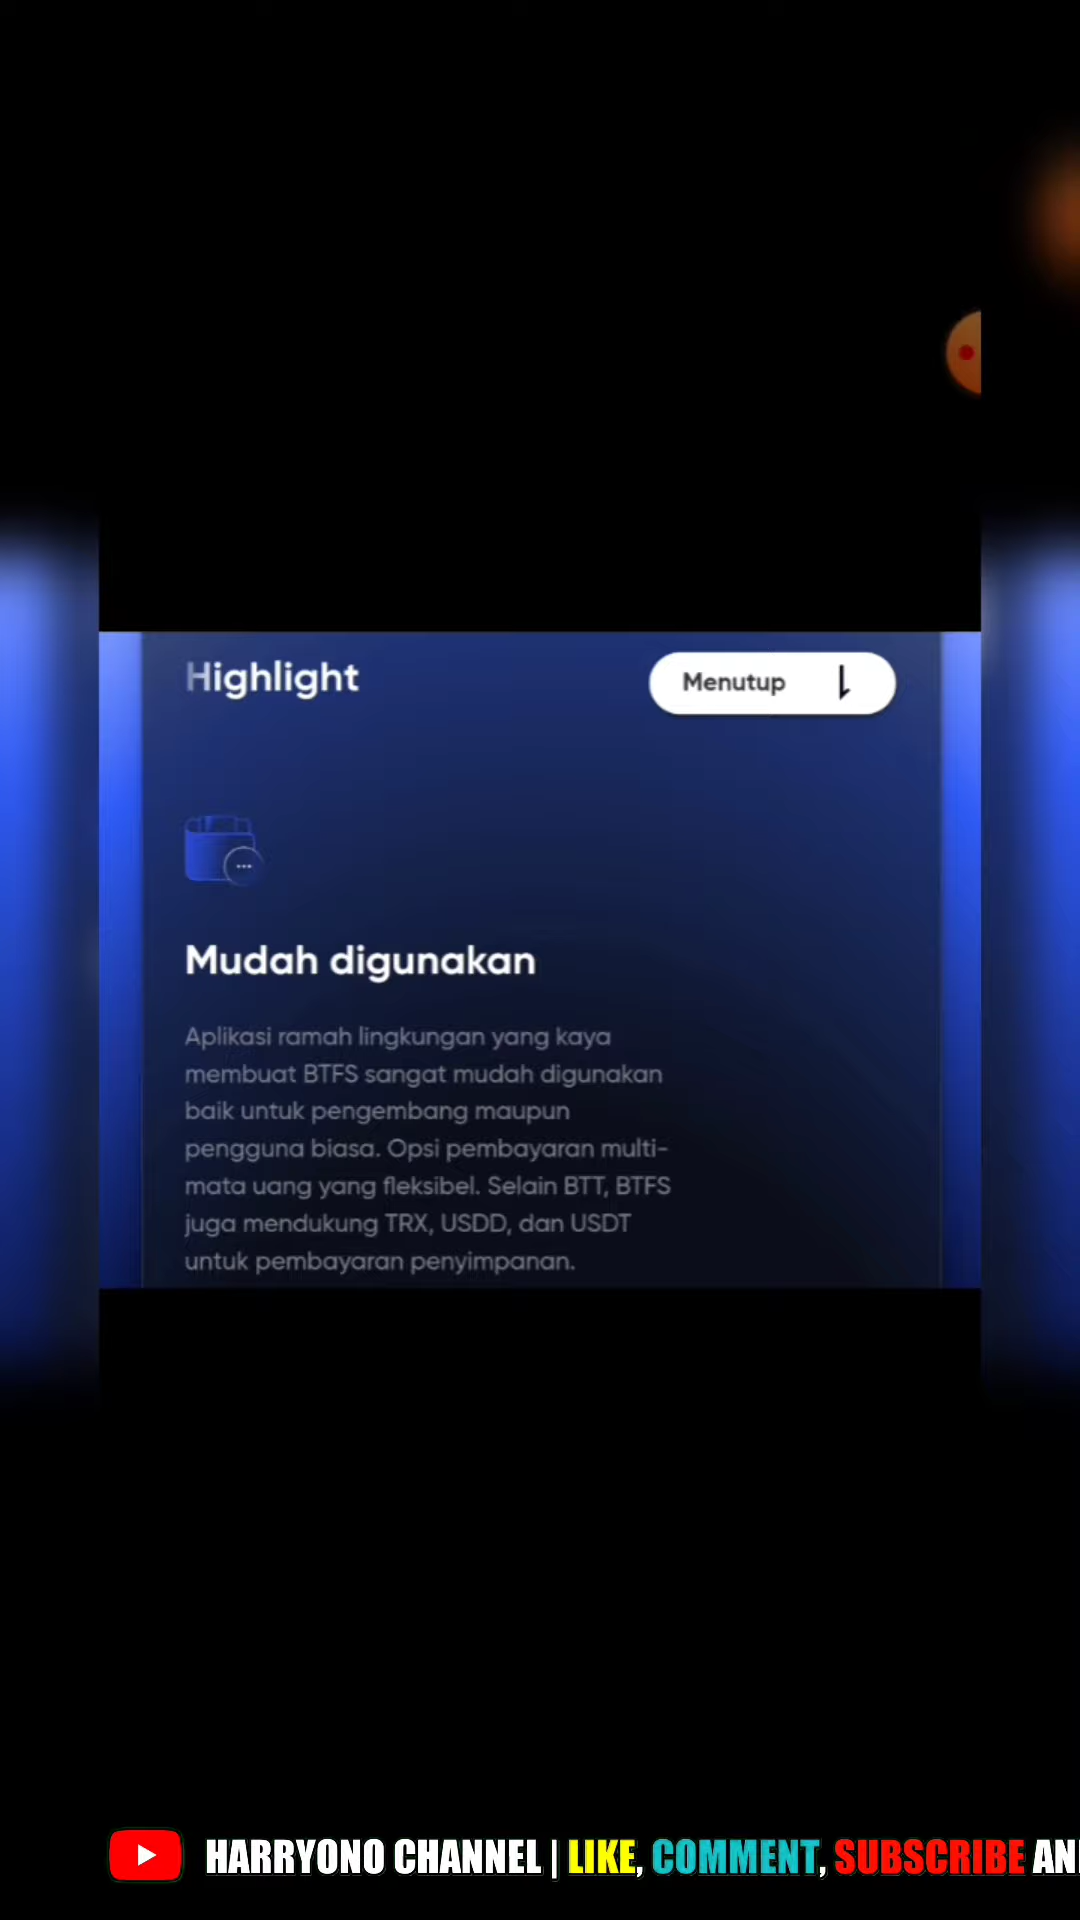 Highlight
Menutup
Mudah digunakan
Aplikasi ramah lingkungan yang kaya
membuat BTFS sangat mudah digunakan
baik untuk pengembang maupun
pengguna biasa. Opsi pembayaran multi-
mata uang yang fleksibel. Selain BTT, BTFS
juga mendukung TRX, USDD, dan USDT
untuk pembayaran penyimpanan.
HARRYONO CHANNEL | LIKE, COMMENT, SUBSCRIBE